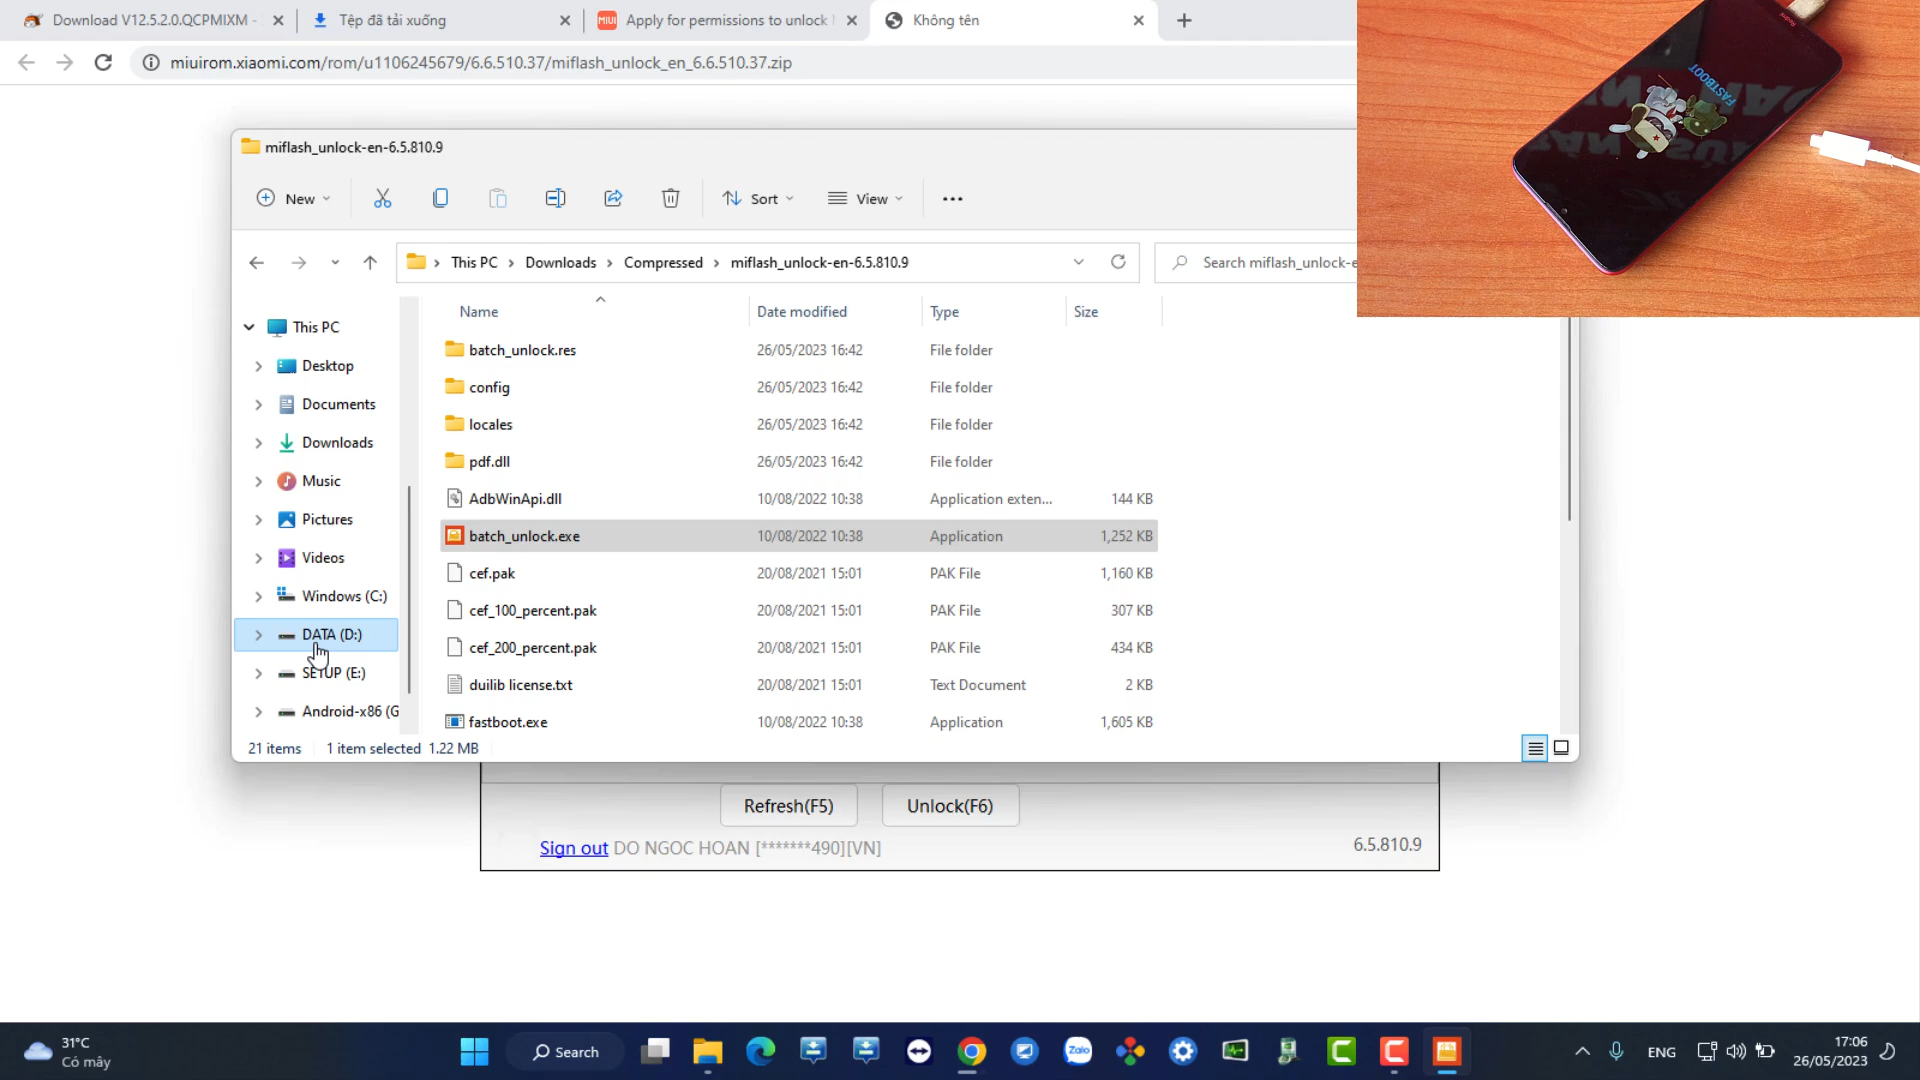 Download V12.5.2.0.QCPMIXM -
Tệp đã tải xuống
MIUI
Apply for permissions to unlock
Không tên
miuirom.xiaomi.com/rom/u1106245679/6.6.510.37/miflash_unlock_en_6.6.510.37.zip
Redmi
FASTBOOT
miflash_unlock-en-6.5.810.9
New
Sort
View
This PC > Downloads > Compressed > miflash_unlock-en-6.5.810.9
Search miflash_unlock-e
Name Date modified Type Size
This PC
Desktop
Documents
Downloads
Music
Pictures
Videos
Windows (C:)
DATA (D:)
SETUP (E:)
Android-x86 (G
batch_unlock.res 26/05/2023 16:42 File folder
config 26/05/2023 16:42 File folder
locales 26/05/2023 16:42 File folder
pdf.dll 26/05/2023 16:42 File folder
AdbWinApi.dll 10/08/2022 10:38 Application exten... 144 KB
batch_unlock.exe 10/08/2022 10:38 Application 1,252 KB
cef.pak 20/08/2021 15:01 PAK File 1,160 KB
cef_100_percent.pak 20/08/2021 15:01 PAK File 307 KB
cef_200_percent.pak 20/08/2021 15:01 PAK File 434 KB
duilib license.txt 20/08/2021 15:01 Text Document 2 KB
fastboot.exe 10/08/2022 10:38 Application 1,605 KB
21 items 1 item selected 1.22 MB
Refresh(F5)
Unlock(F6)
Sign out DO NGOC HOAN [*******490][VN]
6.5.810.9
31°C
Có mây
Search
Zalo
ENG
17:06
26/05/2023